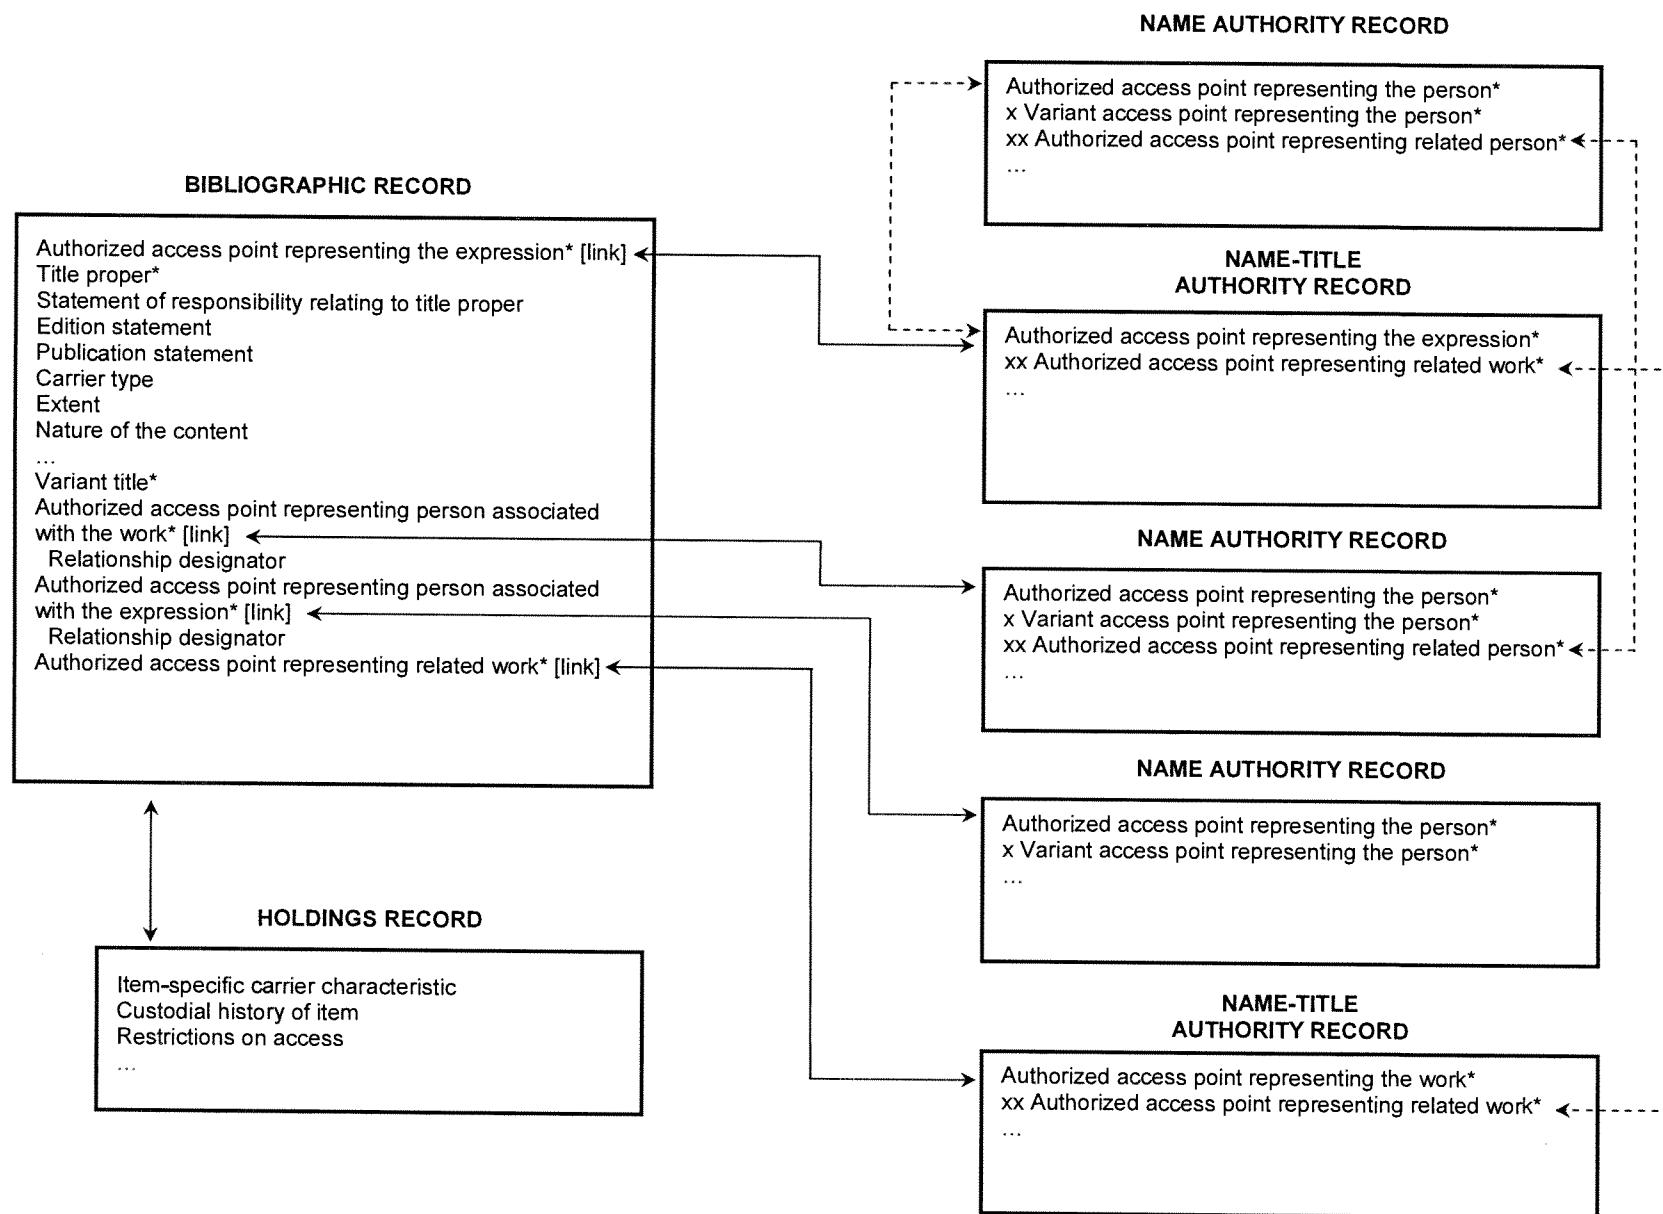 BIBLIOGRAPHIC RECORD
Authorized access point representing the expression* [link]
Title proper*
Statement of responsibility relating to title proper
Edition statement
Publication statement
Carrier type
Extent
Nature of the content
...
Variant title*
Authorized access point representing person associated
with the work* [link]
Relationship designator
Authorized access point representing person associated
with the expression* [link]
Relationship designator
Authorized access point representing related work* [link]
HOLDINGS RECORD
Item-specific carrier characteristic
Custodial history of item
Restrictions on access
...
NAME AUTHORITY RECORD
Authorized access point representing the person*
x Variant access point representing the person*
xx Authorized access point representing related person*
...
NAME-TITLE
AUTHORITY RECORD
Authorized access point representing the expression*
xx Authorized access point representing related work*
...
NAME AUTHORITY RECORD
Authorized access point representing the person*
x Variant access point representing the person*
xx Authorized access point representing related person*
...
NAME AUTHORITY RECORD
Authorized access point representing the person*
x Variant access point representing the person*
...
NAME-TITLE
AUTHORITY RECORD
Authorized access point representing the work*
xx Authorized access point representing related work*
...